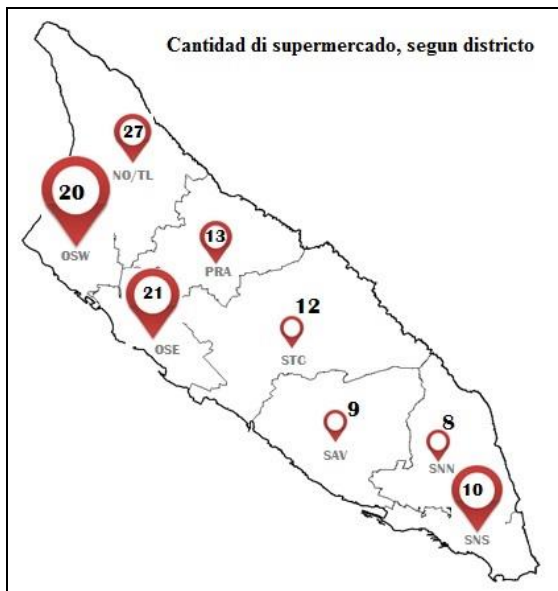 Cantidad di supermercado, segun districto
27
NO/TL
20
OSW
13
PRA
21
OSE
12
STC
9
SAV
8
SNN
10
SNS